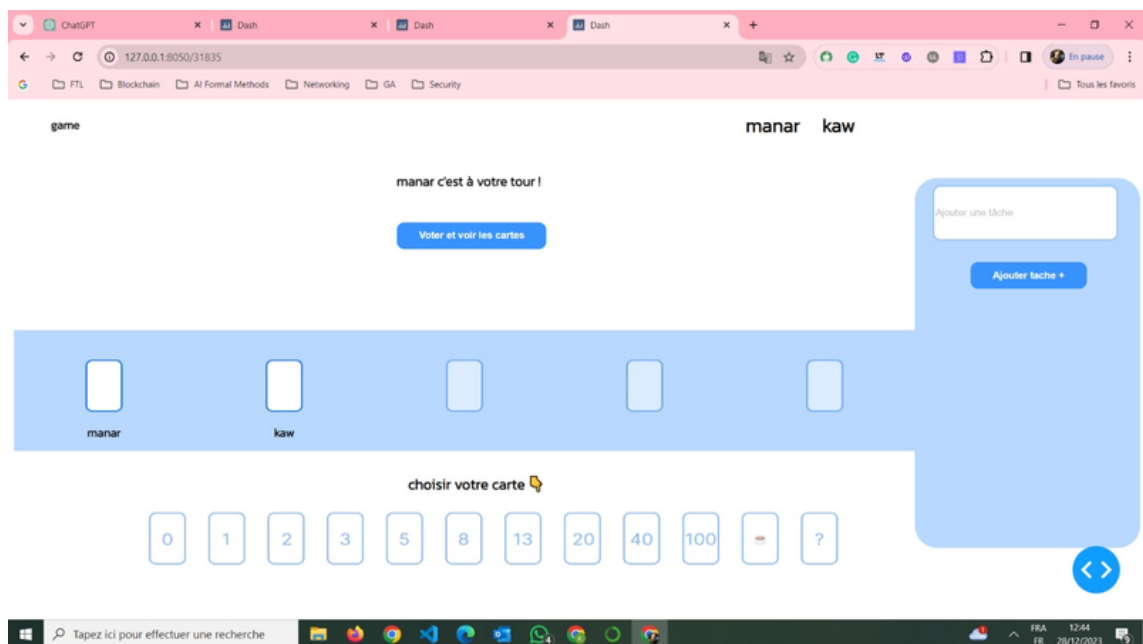 ChatGPT Dash Dash Dash
127.0.0.1:8050/31835 En pause
FTL Blockchain AI Formal Methods Networking GA Security Tous les favoris
game manar kaw
manar c'est à votre tour !
Ajouter une tâche
Voter et voir les cartes
Ajouter tache +
manar kaw
choisir votre carte 👇
0 1 2 3 5 8 13 20 40 100 ☕ ?
Tapez ici pour effectuer une recherche
FRA 12:44
FR 28/12/2023